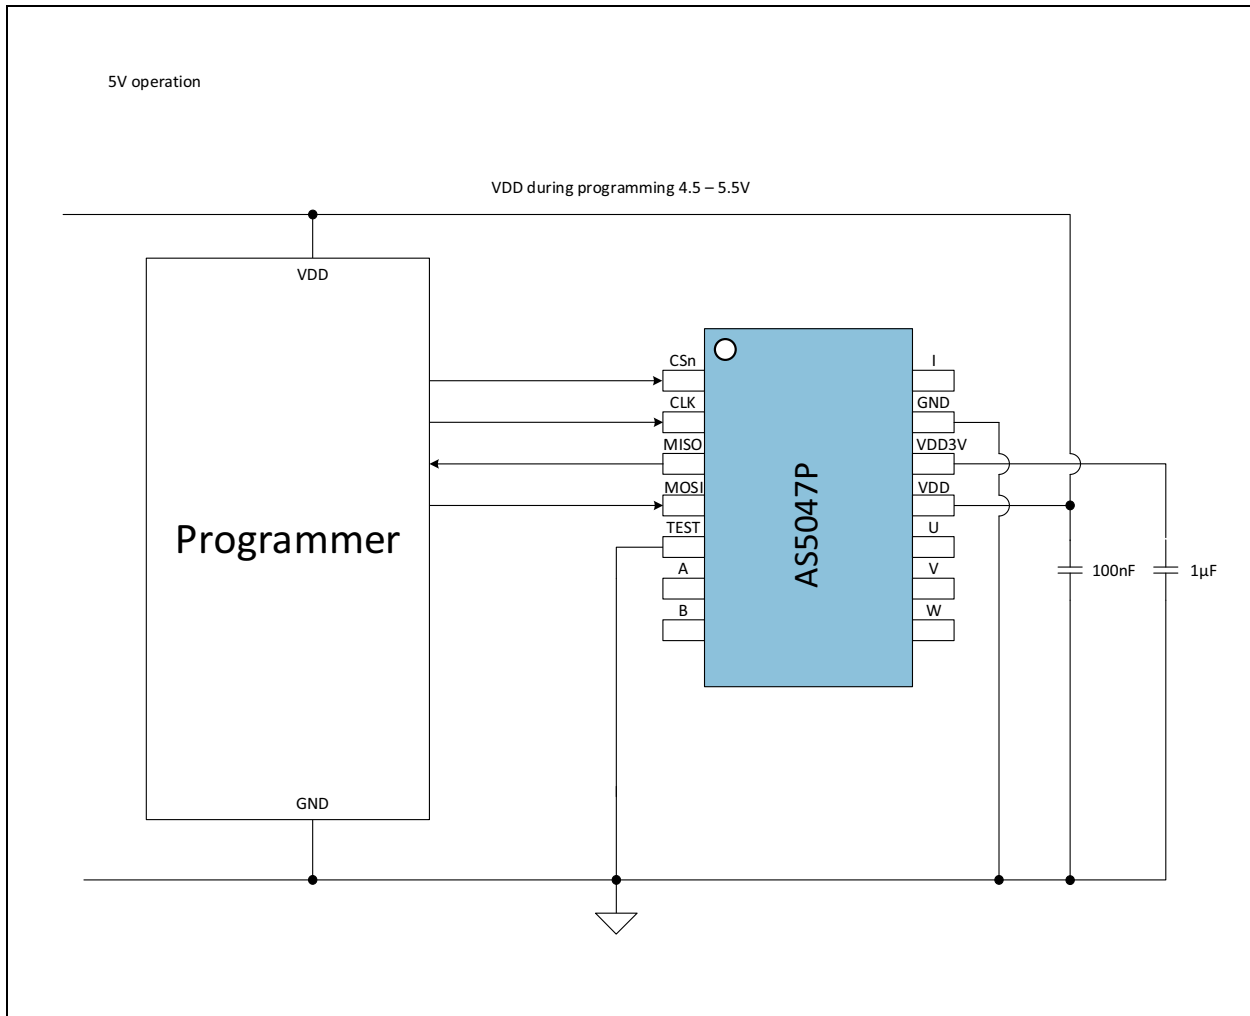 5V operation
VDD during programming 4.5 – 5.5V
VDD
Programmer
GND
CSn
CLK
MISO
MOSI
TEST
A
B
AS5047P
I
GND
VDD3V
VDD
U
V
W
100nF
1µF